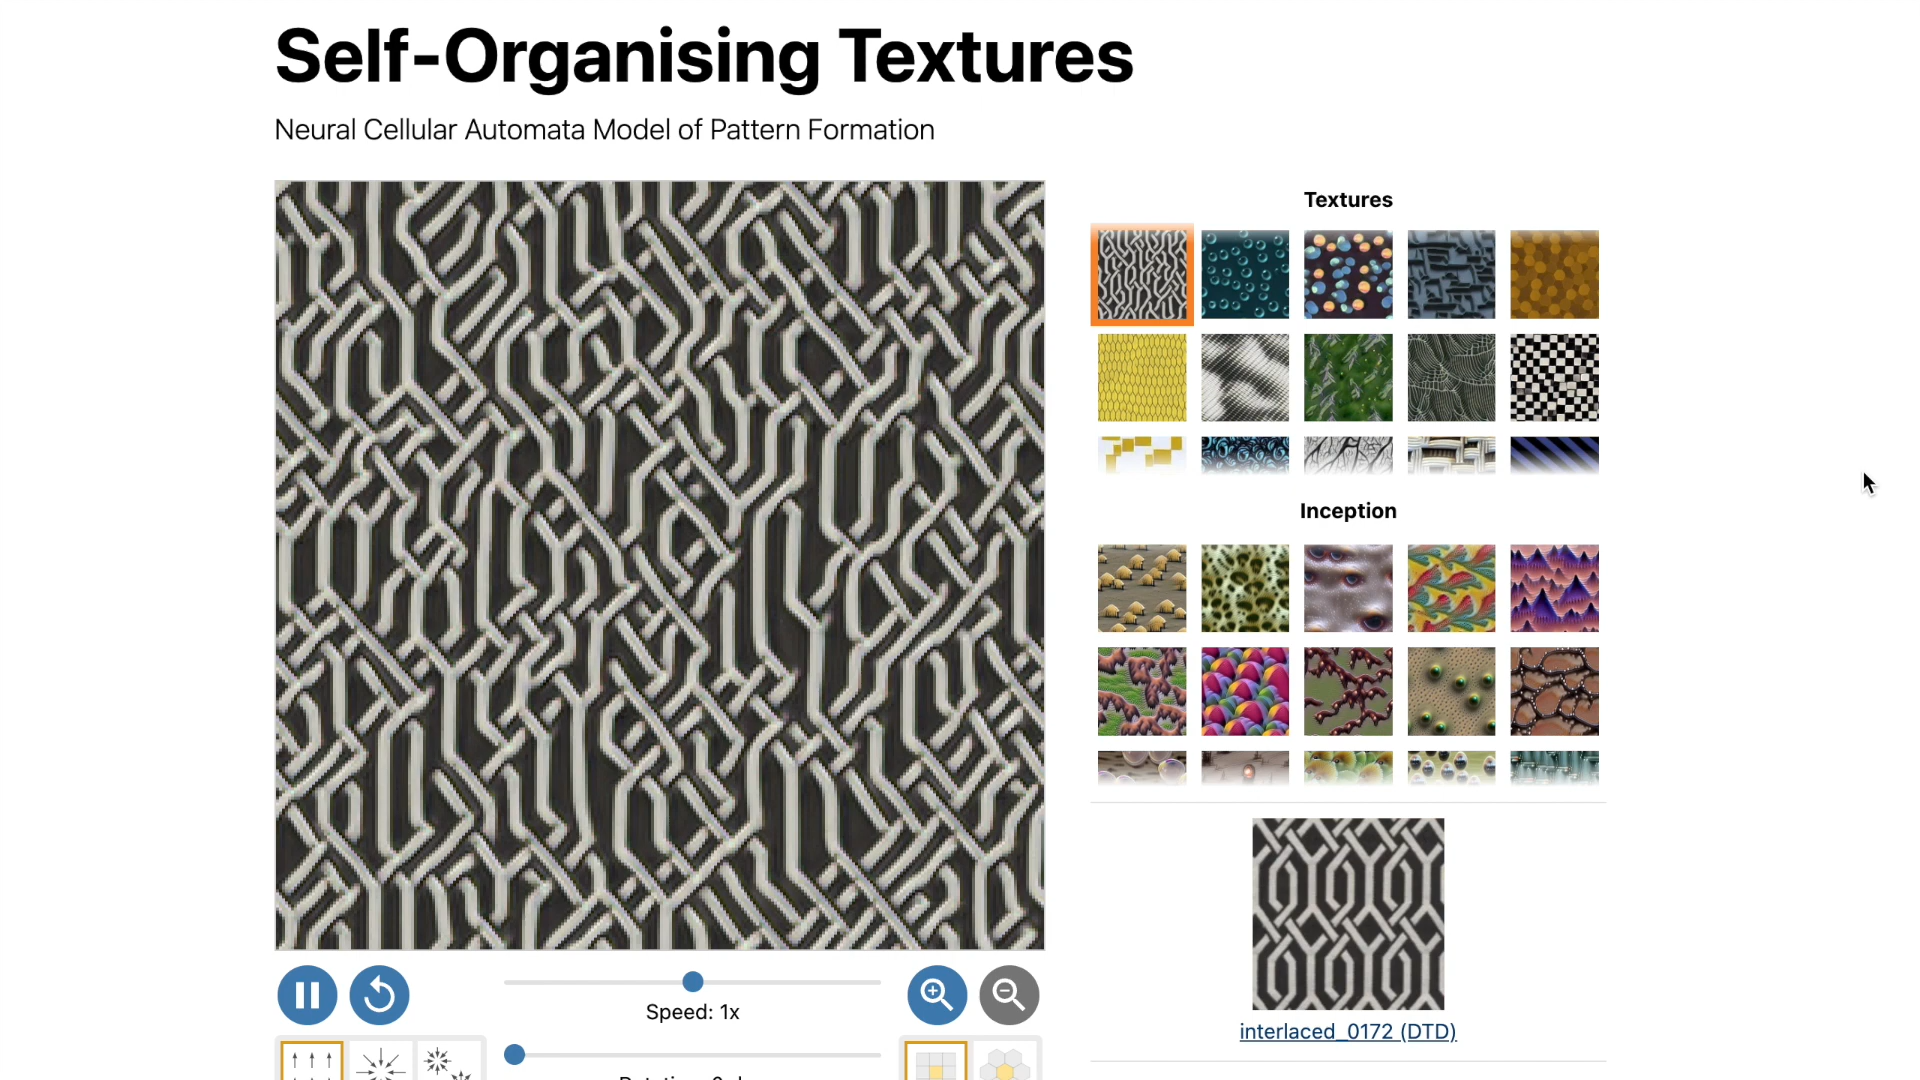 Self-Organising Textures
Neural Cellular Automata Model of Pattern Formation
Textures
Inception
Speed: 1x
interlaced_0172 (DTD)